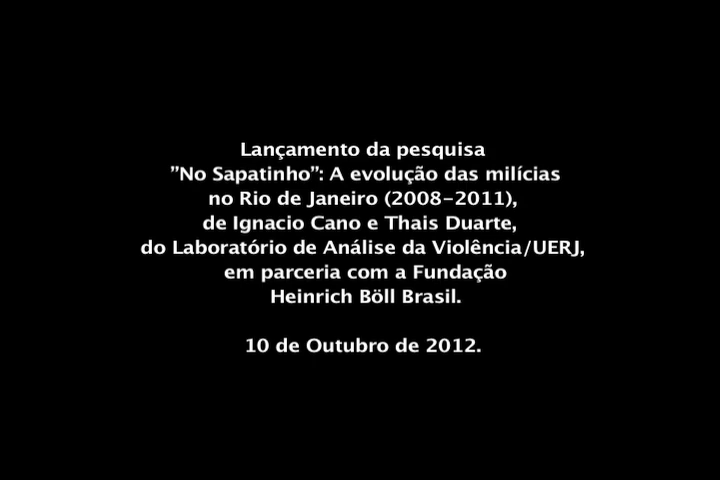 Lançamento da pesquisa
”No Sapatinho”: A evolução das milícias
no Rio de Janeiro (2008-2011),
de Ignacio Cano e Thais Duarte,
do Laboratório de Análise da Violência/UERJ,
em parceria com a Fundação
Heinrich Böll Brasil.
10 de Outubro de 2012.